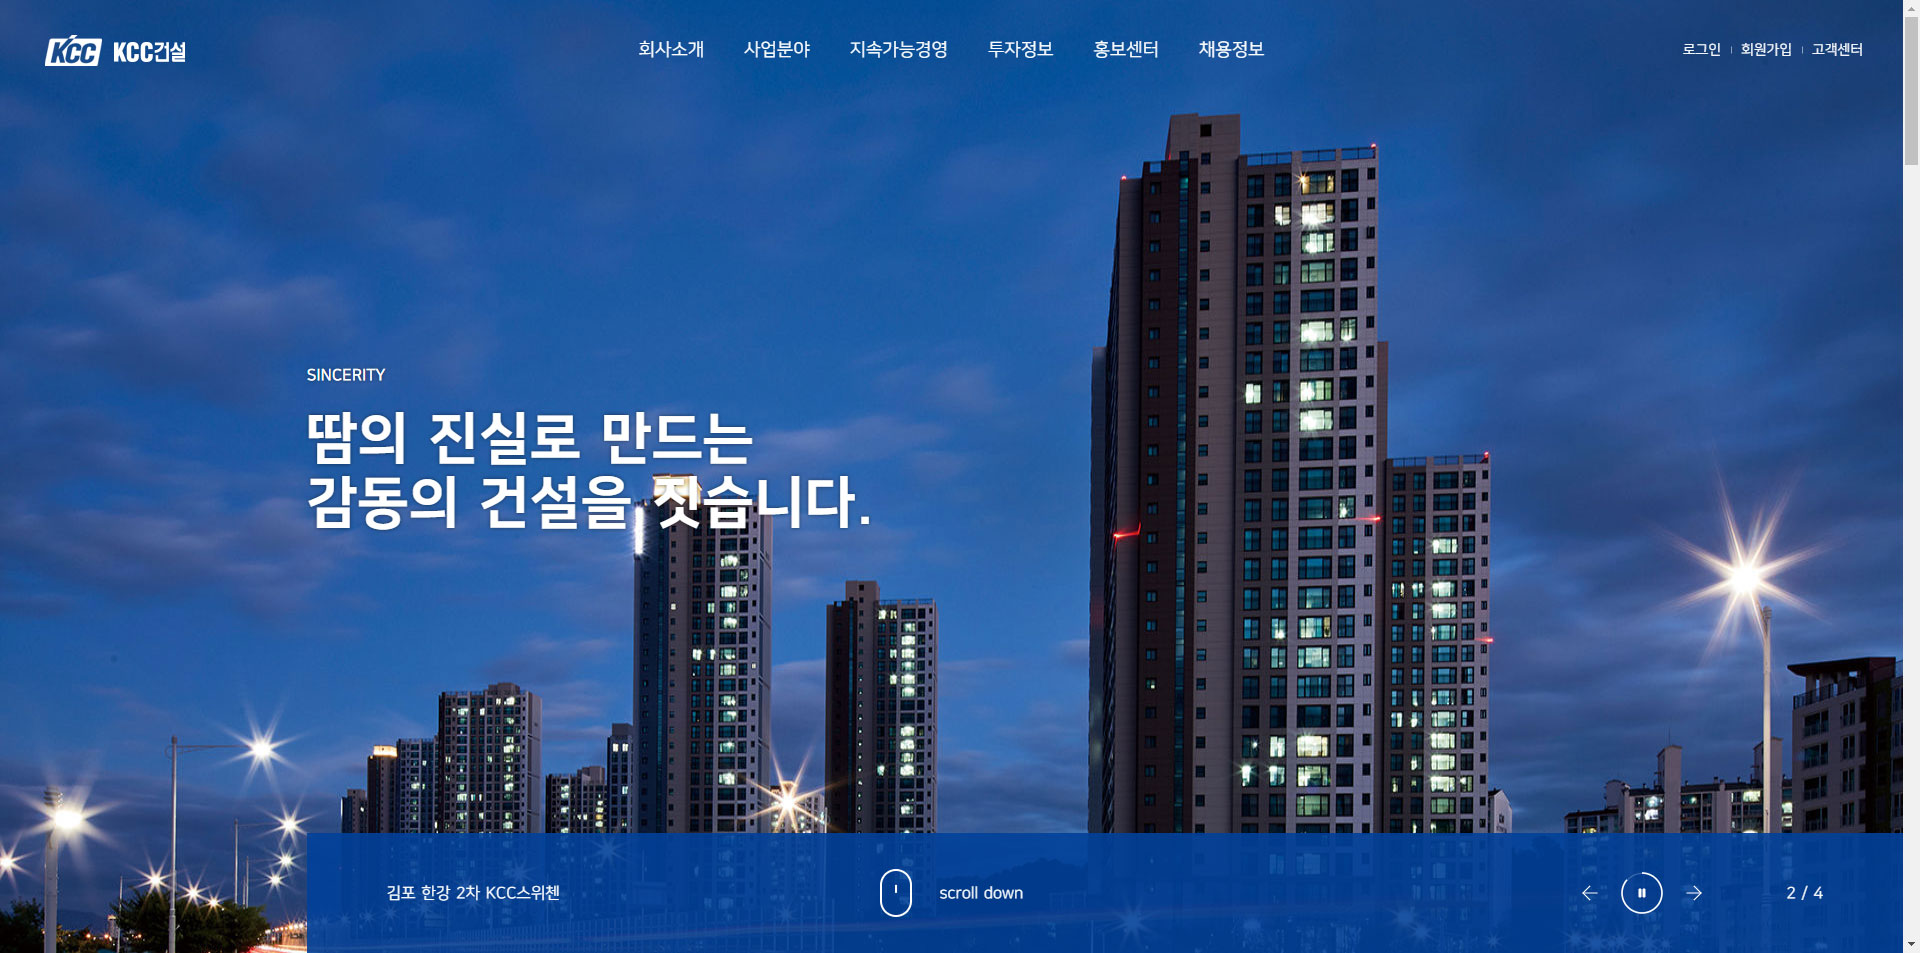 KCC KCC건설
회사소개 사업분야 지속가능경영 투자정보 홍보센터 채용정보
로그인 회원가입 고객센터
SINCERITY
땀의 진실로 만드는
감동의 건설을 짓습니다.
김포 한강 2차 KCC스위첸
scroll down
2 / 4